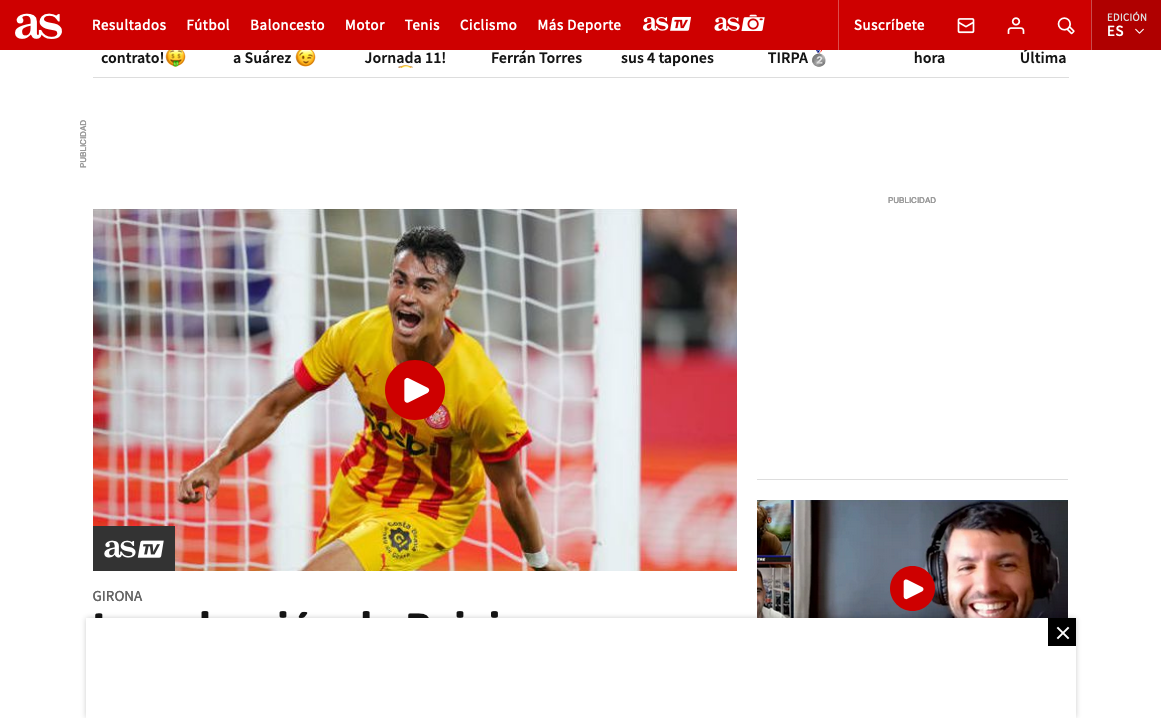 as Resultados Fútbol Baloncesto Motor Tenis Ciclismo Más Deporte as TV as Suscríbete EDICIÓN ES
contrato!🤑 a Suárez 😉 Jornada 11! Ferrán Torres sus 4 tapones TIRPA 🥈 hora Última
PUBLICIDAD
PUBLICIDAD
as TV
GIRONA